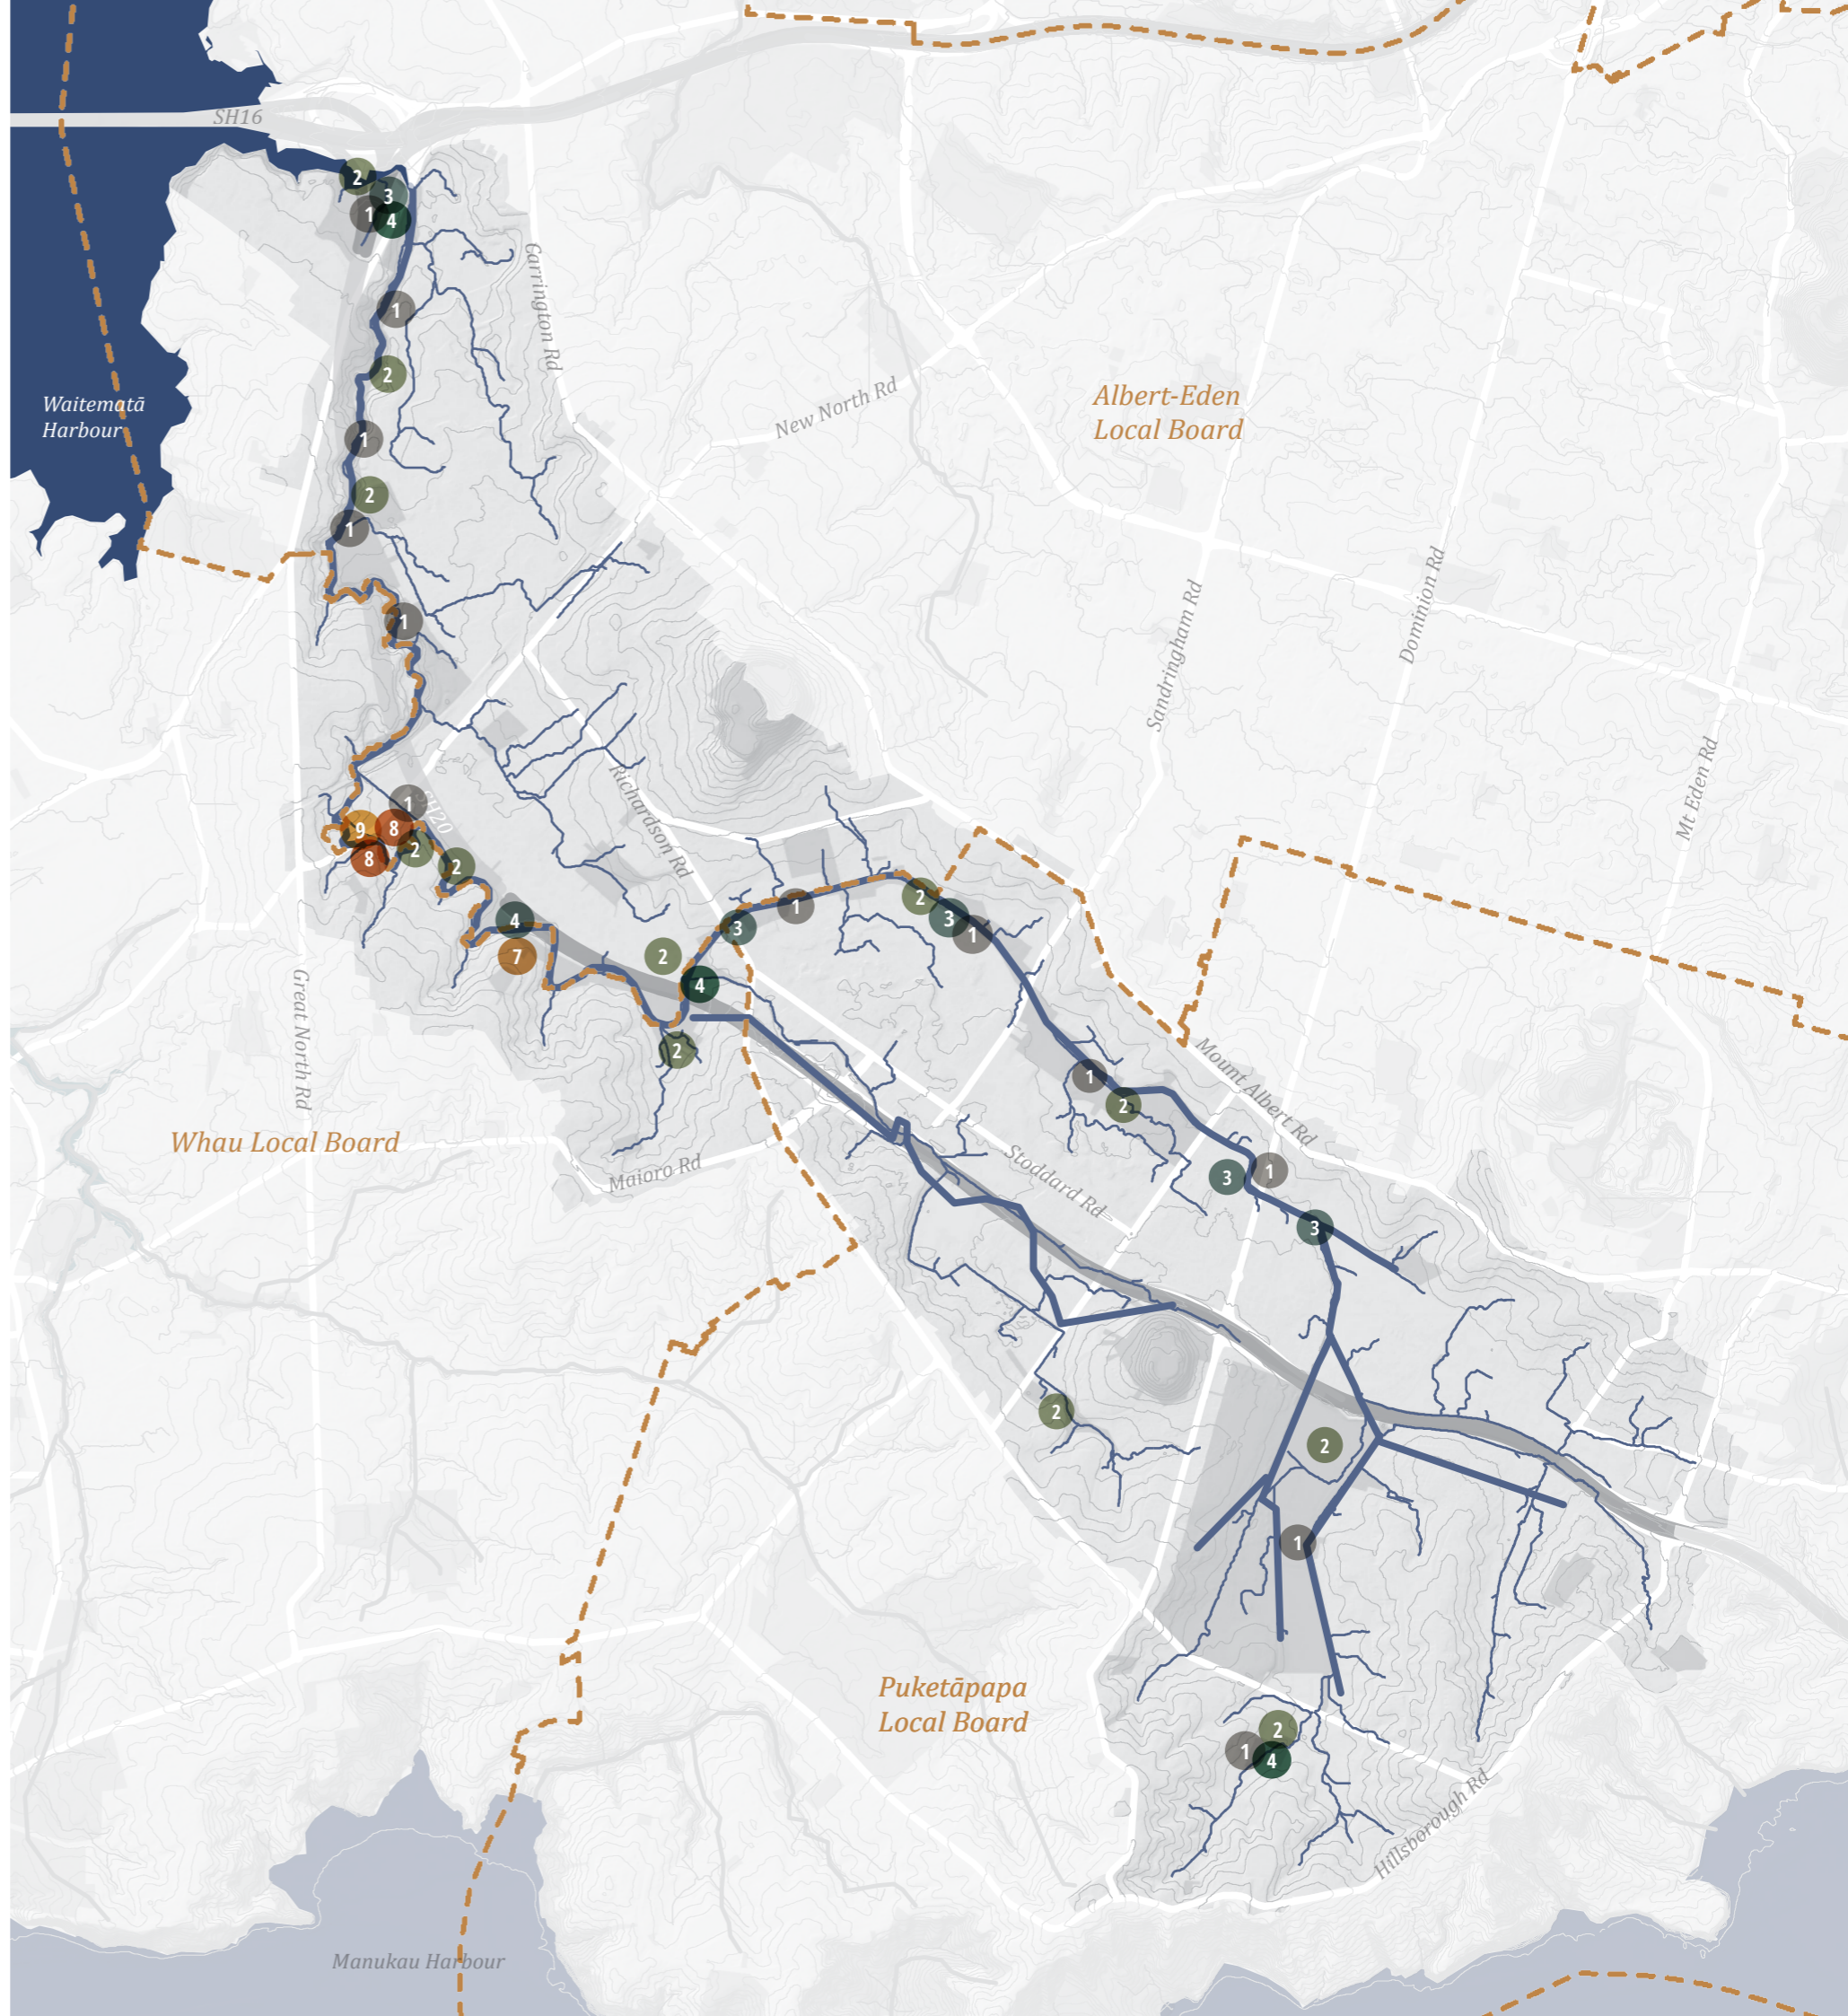 SH16
2
3
1
4
Carrington Rd
1
2
Waitematā
Harbour
New North Rd
Albert-Eden
Local Board
1
2
1
Sandringham Rd
Dominion Rd
1
Mt Eden Rd
Richardson Rd
1
SH20
9
8
8
2
2
4
7
2
4
2
3
1
2
3
1
Great North Rd
1
2
Mount Albert Rd
Whau Local Board
Maioro Rd
Stoddard Rd
3
1
3
2
2
1
Puketāpapa
Local Board
2
1
4
Hillsborough Rd
Manukau Harbour